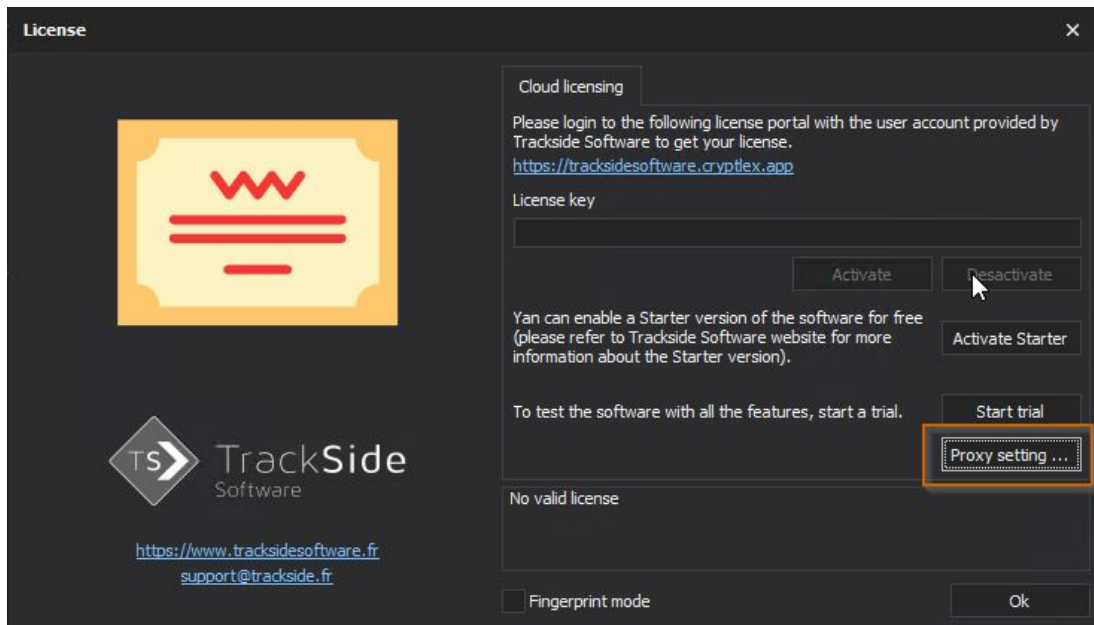 License
Cloud licensing
Please login to the following license portal with the user account provided by
Trackside Software to get your license.
https://tracksidesoftware.cryptlex.app
License key
Activate
Desactivate
Yan can enable a Starter version of the software for free
(please refer to Trackside Software website for more
information about the Starter version).
Activate Starter
To test the software with all the features, start a trial.
Start trial
Proxy setting ...
No valid license
Fingerprint mode
Ok
TS
TrackSide
Software
https://www.tracksidesoftware.fr
support@trackside.fr